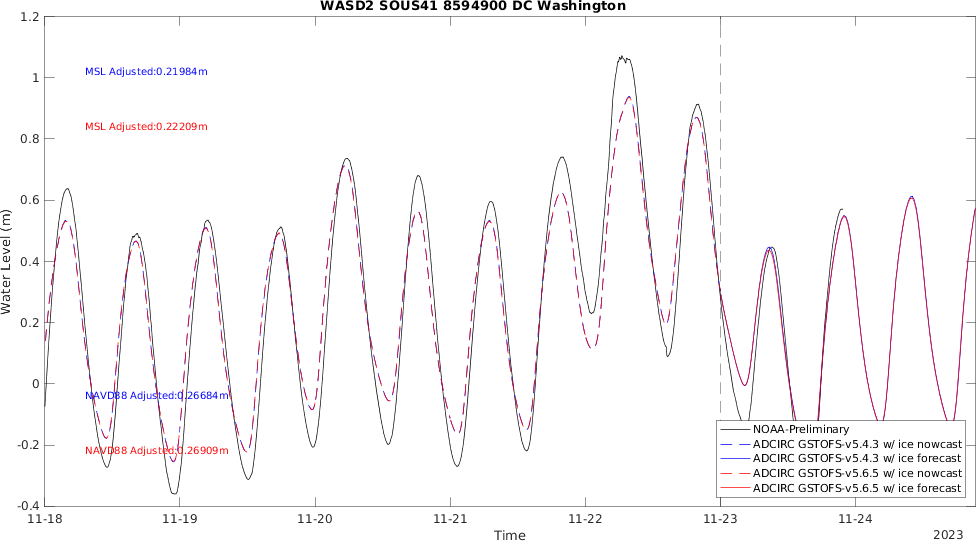 WASD2 SOUS41 8594900 DC Washington
1.2
1
0.8
0.6
0.4
0.2
0
-0.2
-0.4
Water Level (m)
MSL Adjusted:0.21984m
MSL Adjusted:0.22209m
NAVD88 Adjusted:0.26684m
NAVD88 Adjusted:0.26909m
NOAA-Preliminary
ADCIRC GSTOFS-v5.4.3 w/ ice nowcast
ADCIRC GSTOFS-v5.4.3 w/ ice forecast
ADCIRC GSTOFS-v5.6.5 w/ ice nowcast
ADCIRC GSTOFS-v5.6.5 w/ ice forecast
11-18 11-19 11-20 11-21 11-22 11-23 11-24
Time
2023